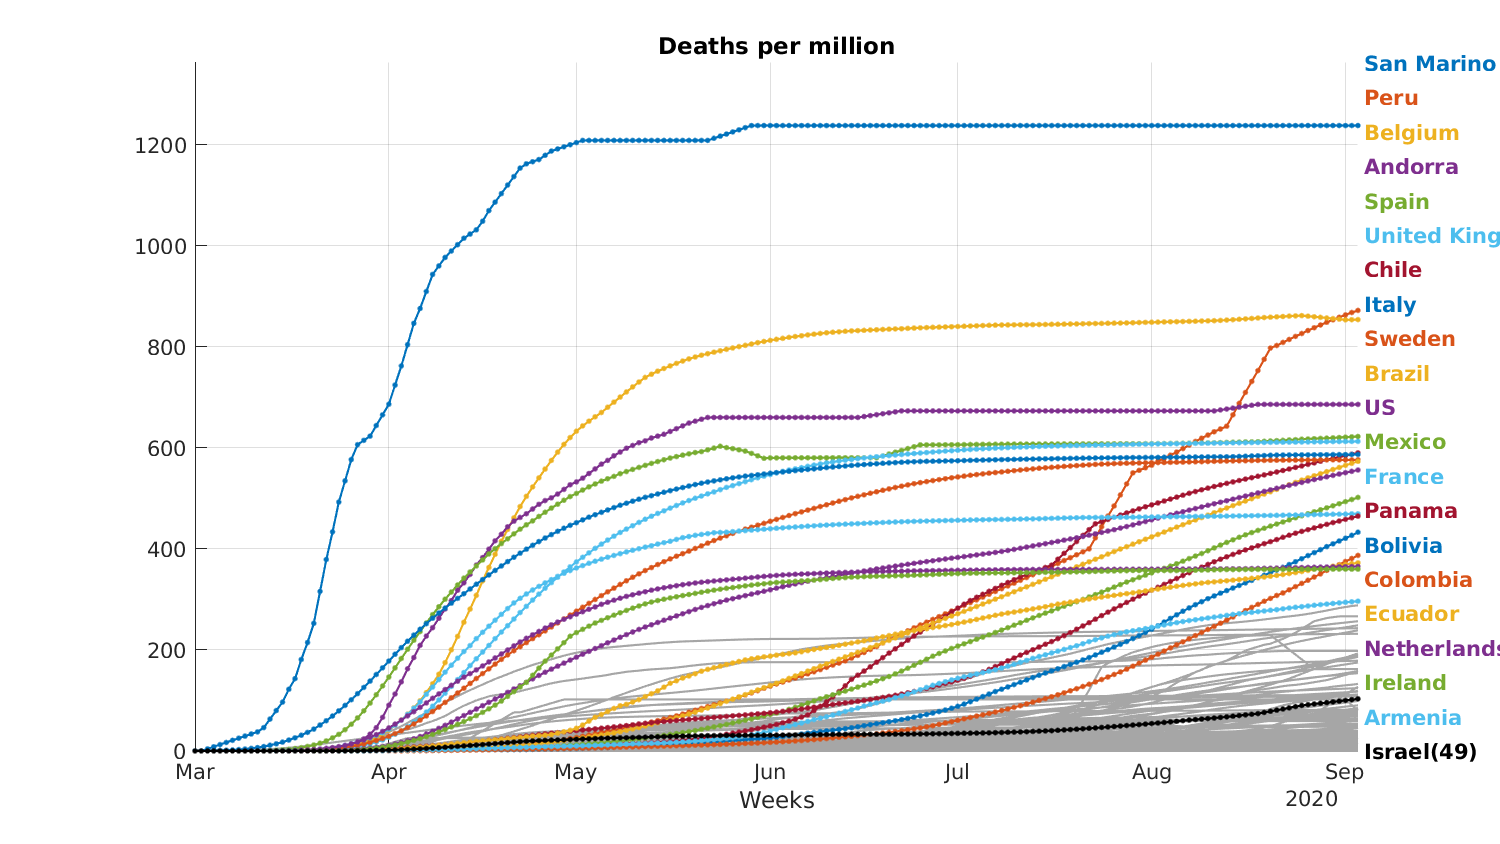 Deaths per million
1200
1000
800
600
400
200
0
Mar
Apr
May
Jun
Jul
Aug
Sep
Weeks
2020
San Marino
Peru
Belgium
Andorra
Spain
United King
Chile
Italy
Sweden
Brazil
US
Mexico
France
Panama
Bolivia
Colombia
Ecuador
Netherlands
Ireland
Armenia
Israel(49)